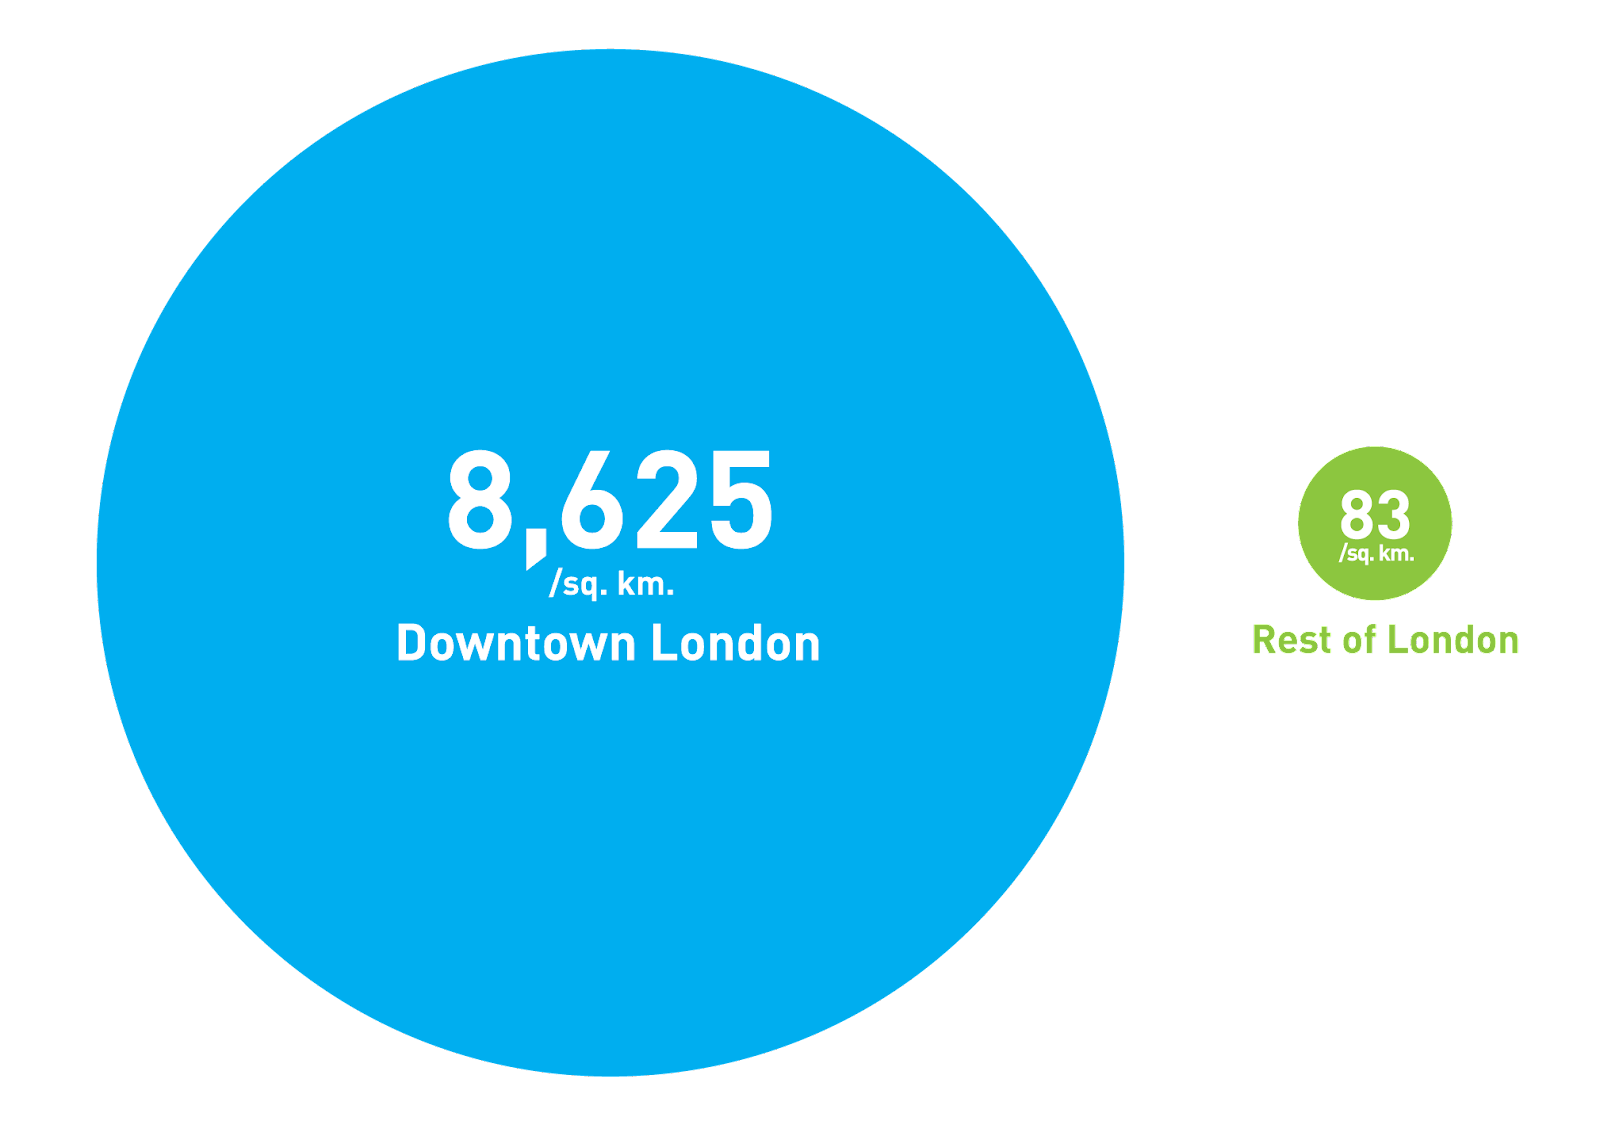 8,625
/sq. km.
Downtown London
83
/sq. km.
Rest of London